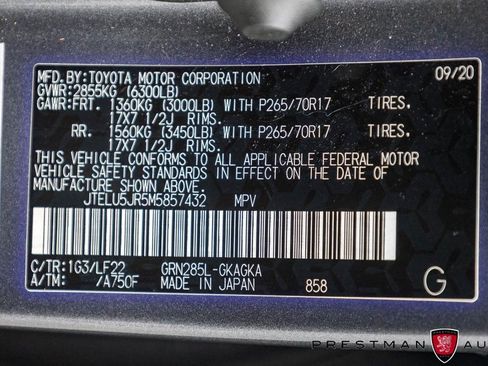 MFD.BY:TOYOTA MOTOR CORPORATION 09/20
GVWR:2855KG (6300LB)
GAWR:FRT. 1360KG (3000LB) WITH P265/70R17 TIRES,
17X7 1/2J RIMS.
RR. 1560KG (3450LB) WITH P265/70R17 TIRES,
17X7 1/2J RIMS.
THIS VEHICLE CONFORMS TO ALL APPLICABLE FEDERAL MOTOR
VEHICLE SAFETY STANDARDS IN EFFECT ON THE DATE OF
MANUFACTURE SHOWN ABOVE.
JTELU5JR5M5857432 MPV
C/TR:1G3/LF22 GRN285L-GKAGKA
A/TM: /A750F MADE IN JAPAN 858 G
PRESTMAN AU